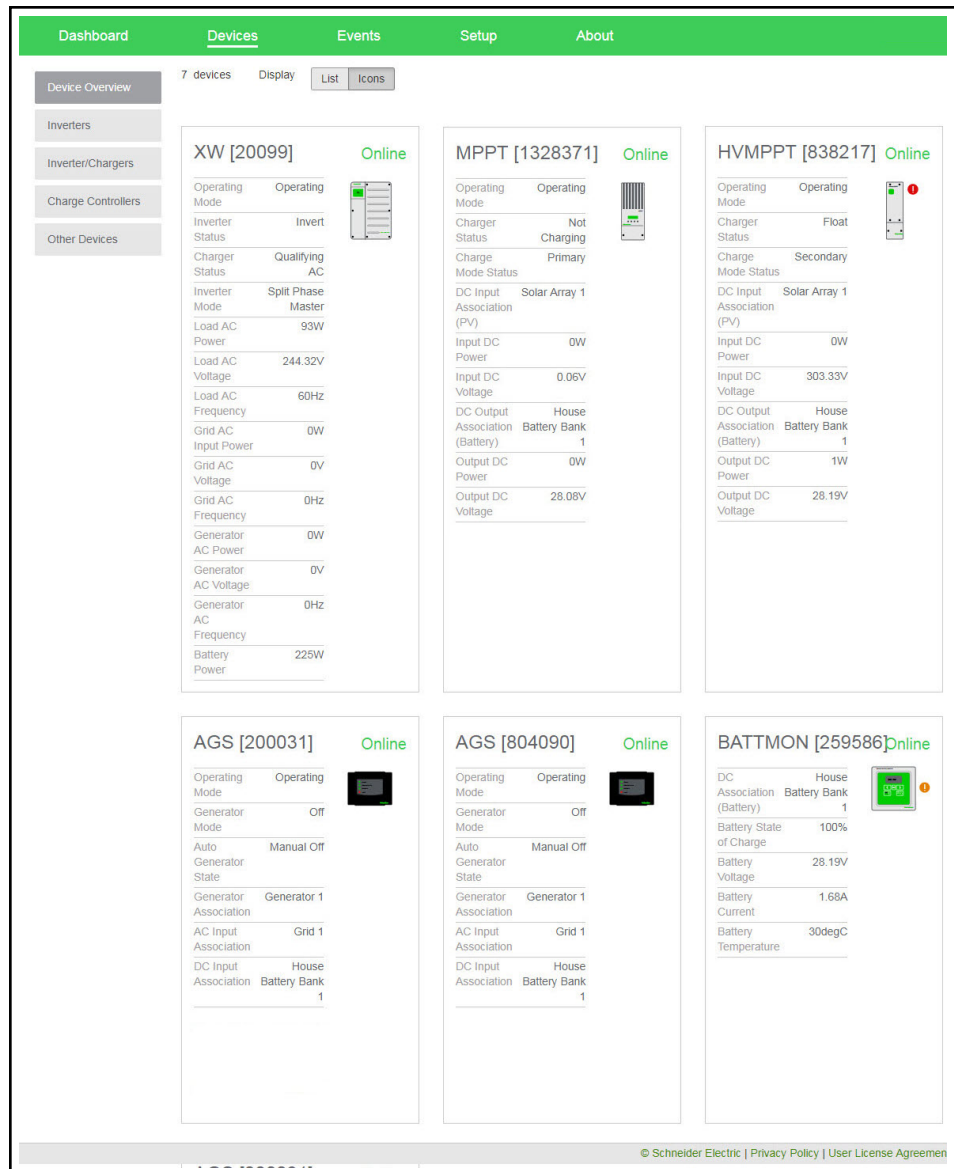 Dashboard Devices Events Setup About
Device Overview
Inverters
Inverter/Chargers
Charge Controllers
Other Devices
7 devices Display List Icons
XW [20099] Online
Operating Operating
Mode
Inverter Invert
Status
Charger Qualifying
Status AC
Inverter Split Phase
Mode Master
Load AC 93W
Power
Load AC 244.32V
Voltage
Load AC 60Hz
Frequency
Grid AC 0W
Input Power
Grid AC 0V
Voltage
Grid AC 0Hz
Frequency
Generator 0W
AC Power
Generator 0V
AC Voltage
Generator 0Hz
AC
Frequency
Battery 225W
Power
MPPT [1328371] Online
Operating Operating
Mode
Charger Not
Status Charging
Charge Primary
Mode Status
DC Input Solar Array 1
Association
(PV)
Input DC 0W
Power
Input DC 0.06V
Voltage
DC Output House
Association Battery Bank
(Battery) 1
Output DC 0W
Power
Output DC 28.08V
Voltage
HVMPPT [838217] Online
Operating Operating
Mode
Charger Float
Status
Charge Secondary
Mode Status
DC Input Solar Array 1
Association
(PV)
Input DC 0W
Power
Input DC 303.33V
Voltage
DC Output House
Association Battery Bank
(Battery) 1
Output DC 1W
Power
Output DC 28.19V
Voltage
AGS [200031] Online
Operating Operating
Mode
Generator Off
Mode
Auto Manual Off
Generator
State
Generator Generator 1
Association
AC Input Grid 1
Association
DC Input House
Association Battery Bank
1
AGS [804090] Online
Operating Operating
Mode
Generator Off
Mode
Auto Manual Off
Generator
State
Generator Generator 1
Association
AC Input Grid 1
Association
DC Input House
Association Battery Bank
1
BATTMON [259586] Online
DC House
Association Battery Bank
(Battery) 1
Battery State 100%
of Charge
Battery 28.19V
Voltage
Battery 1.68A
Current
Battery 30degC
Temperature
© Schneider Electric | Privacy Policy | User License Agreemen